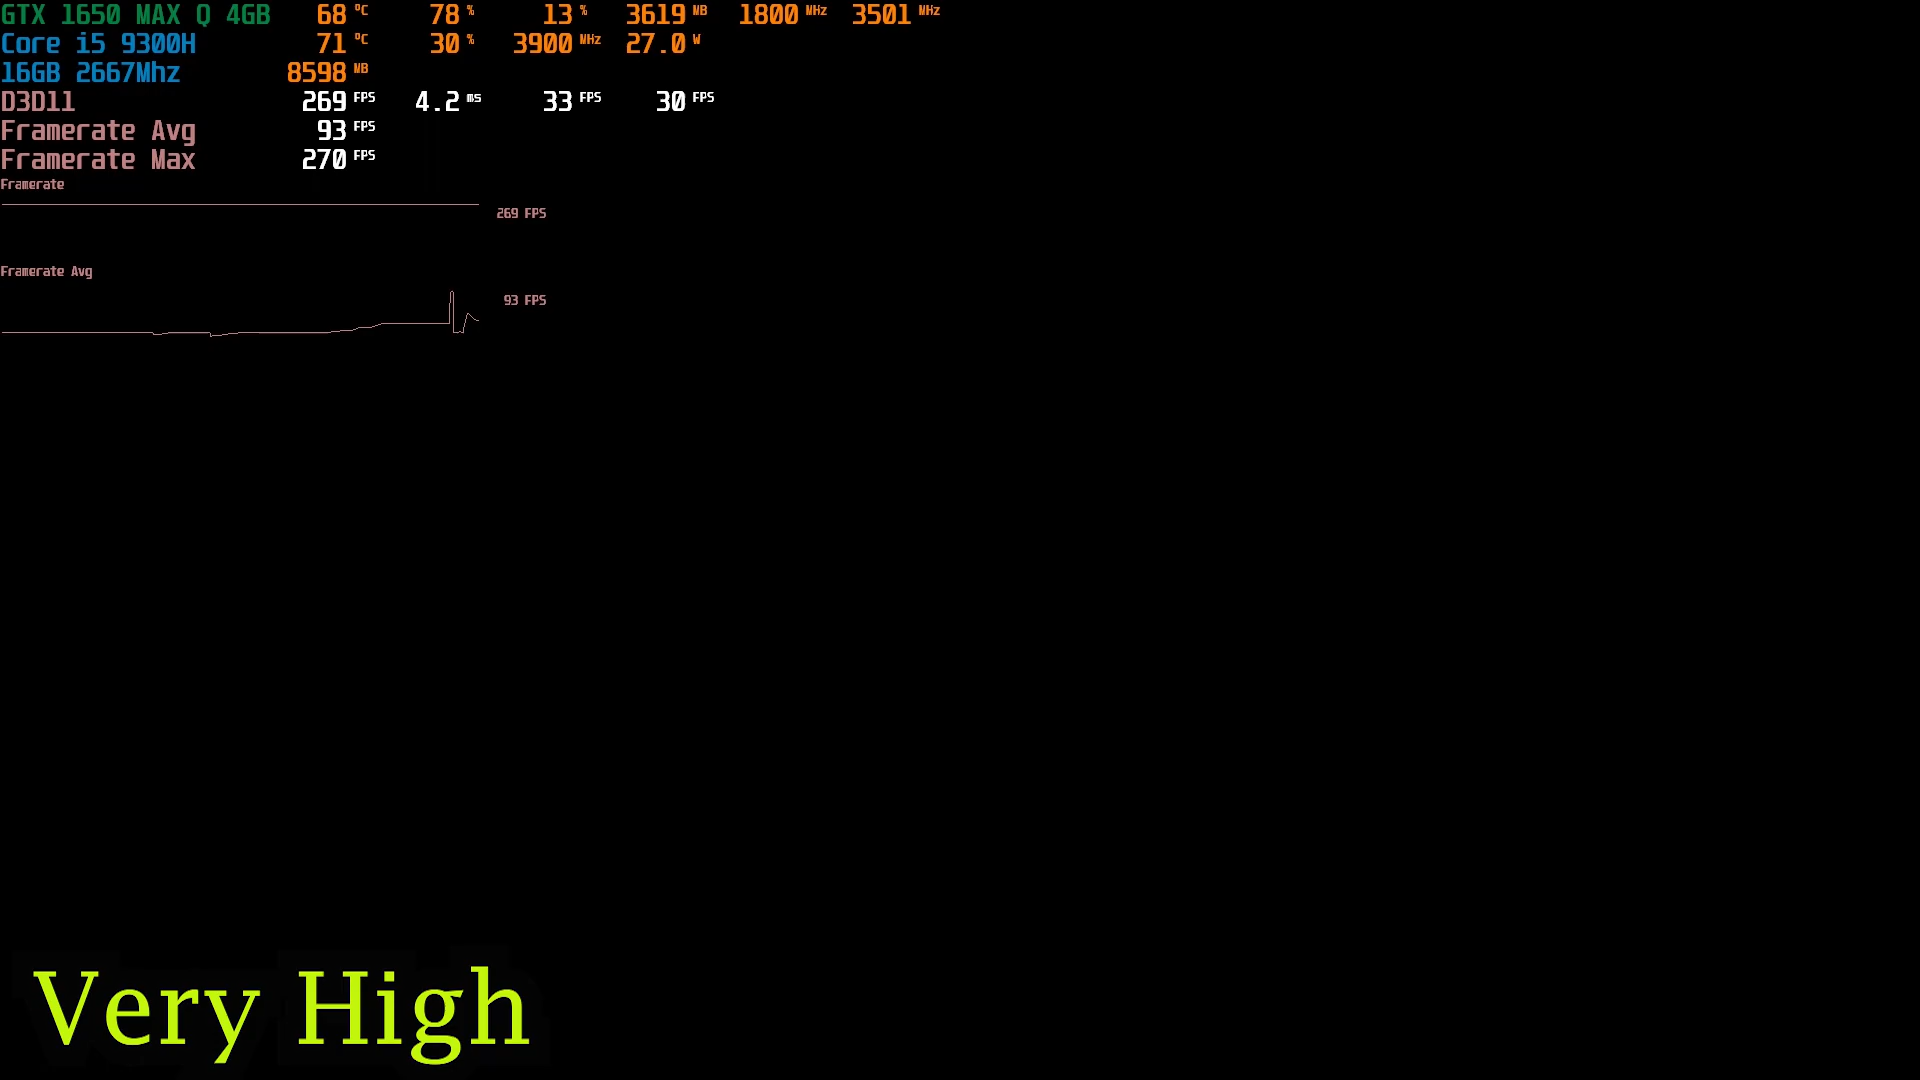 GTX 1650 MAX Q 4GB 68 °C 78 % 13 % 3619 MB 1800 MHz 3501 MHz
Core i5 9300H 71 °C 30 % 3900 MHz 27.0 W
16GB 2667Mhz 8598 MB
D3D11 269 FPS 4.2 ms 33 FPS 30 FPS
Framerate Avg 93 FPS
Framerate Max 270 FPS
Framerate
269 FPS
Framerate Avg
93 FPS
Very High